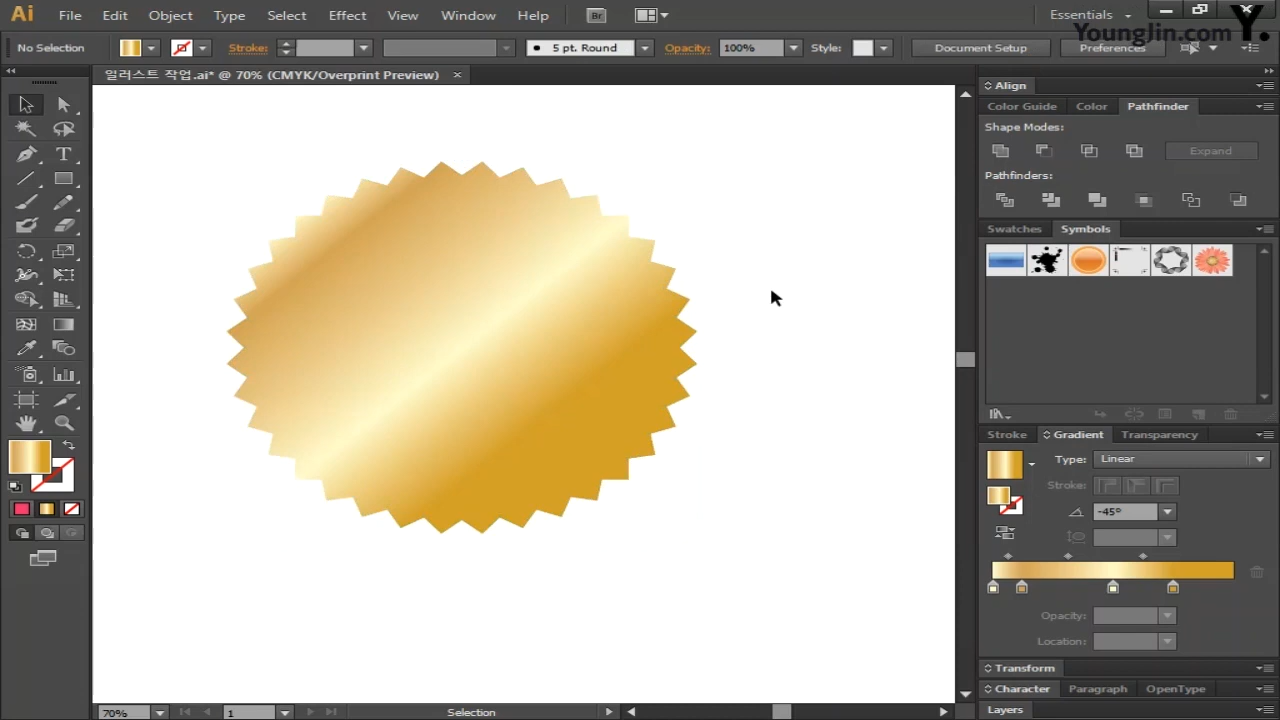 Ai File Edit Object Type Select Effect View Window Help Br Essentials
YoungJin.com Y.
No Selection Stroke: 5 pt. Round Opacity: 100% Style: Document Setup Preferences
일러스트 작업.ai* @ 70% (CMYK/Overprint Preview) ×
Align
Color Guide Color Pathfinder
Shape Modes:
Expand
Pathfinders:
Swatches Symbols
Stroke Gradient Transparency
Type: Linear
Stroke:
-45°
Opacity:
Location:
Transform
Character Paragraph OpenType
Layers
70% 1 Selection